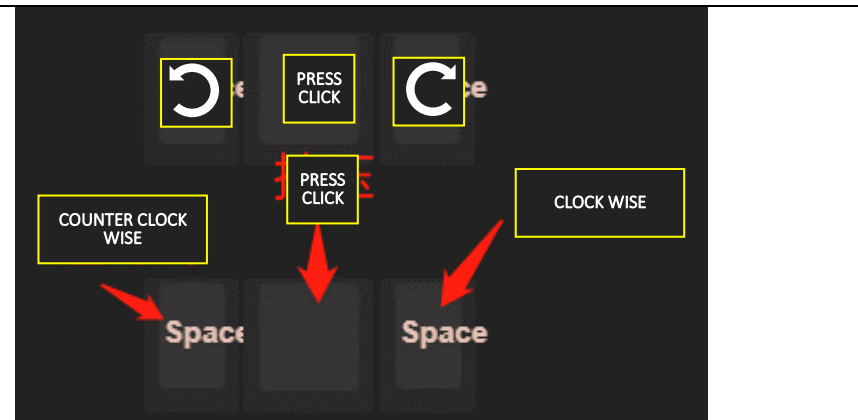 PRESS
CLICK
PRESS
CLICK
CLOCK WISE
COUNTER CLOCK
WISE
Space
Space